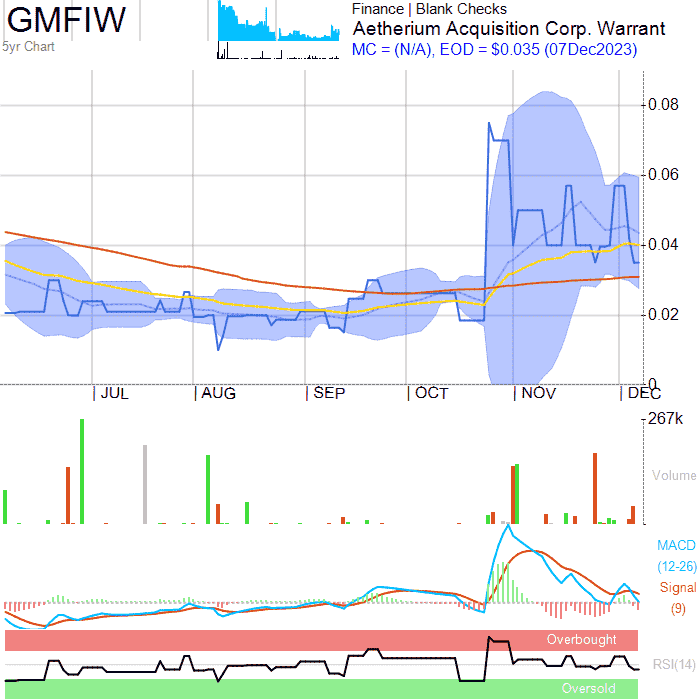 GMFIW
5yr Chart
Finance | Blank Checks
Aetherium Acquisition Corp. Warrant
MC = (N/A), EOD = $0.035 (07Dec2023)
0.08
0.06
0.04
0.02
0
JUL
AUG
SEP
OCT
NOV
DEC
267k
Volume
MACD
(12-26)
Signal
(9)
Overbought
RSI(14)
Oversold